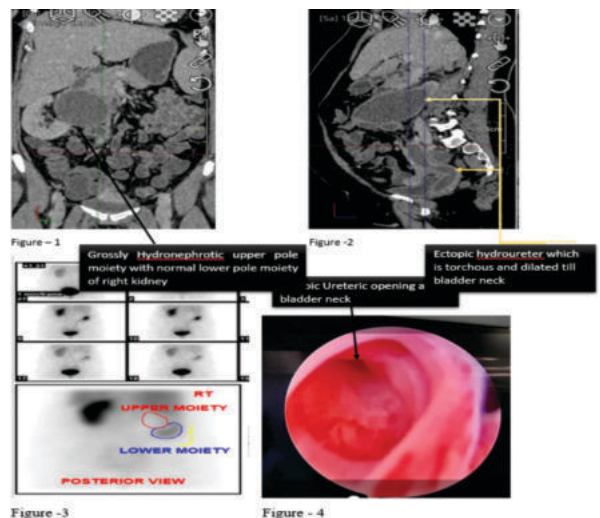 [Sa]
Figure – 1
Figure -2
Grossly Hydronephrotic upper pole
moiety with normal lower pole moiety
of right kidney
Ectopic hydroureter which
is torchous and dilated till
bladder neck
Ureteric opening a
bladder neck
RT
UPPER MOIETY
LOWER MOIETY
POSTERIOR VIEW
Figure -3
Figure - 4